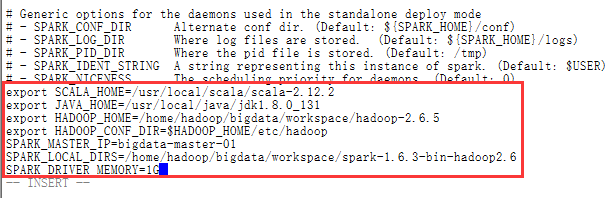 # Generic options for the daemons used in the standalone deploy mode
# - SPARK_CONF_DIR      Alternate conf dir. (Default: ${SPARK_HOME}/conf)
# - SPARK_LOG_DIR       Where log files are stored.  (Default: ${SPARK_HOME}/logs)
# - SPARK_PID_DIR       Where the pid file is stored. (Default: /tmp)
# - SPARK_IDENT_STRING  A string representing this instance of spark. (Default: $USER)
# - SPARK_NICENESS      The scheduling priority for daemons. (Default: 0)
export SCALA_HOME=/usr/local/scala/scala-2.12.2
export JAVA_HOME=/usr/local/java/jdk1.8.0_131
export HADOOP_HOME=/home/hadoop/bigdata/workspace/hadoop-2.6.5
export HADOOP_CONF_DIR=$HADOOP_HOME/etc/hadoop
SPARK_MASTER_IP=bigdata-master-01
SPARK_LOCAL_DIRS=/home/hadoop/bigdata/workspace/spark-1.6.3-bin-hadoop2.6
SPARK_DRIVER_MEMORY=1G
-- INSERT --